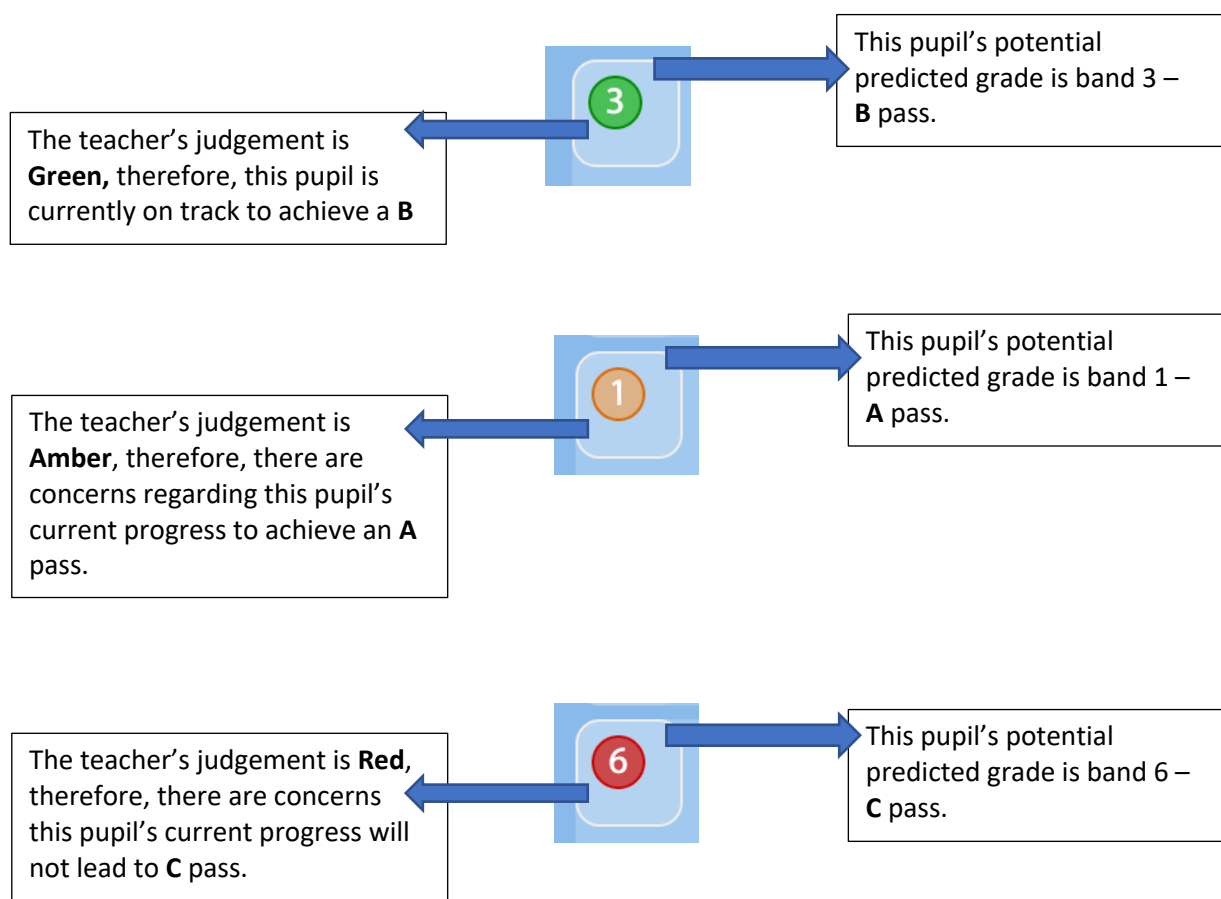 This pupil's potential
predicted grade is band 3 –
B pass.
3
The teacher's judgement is
Green, therefore, this pupil is
currently on track to achieve a B
This pupil's potential
predicted grade is band 1 –
A pass.
1
The teacher's judgement is
Amber, therefore, there are
concerns regarding this pupil's
current progress to achieve an A
pass.
This pupil's potential
predicted grade is band 6 –
C pass.
6
The teacher's judgement is Red,
therefore, there are concerns
this pupil's current progress will
not lead to C pass.